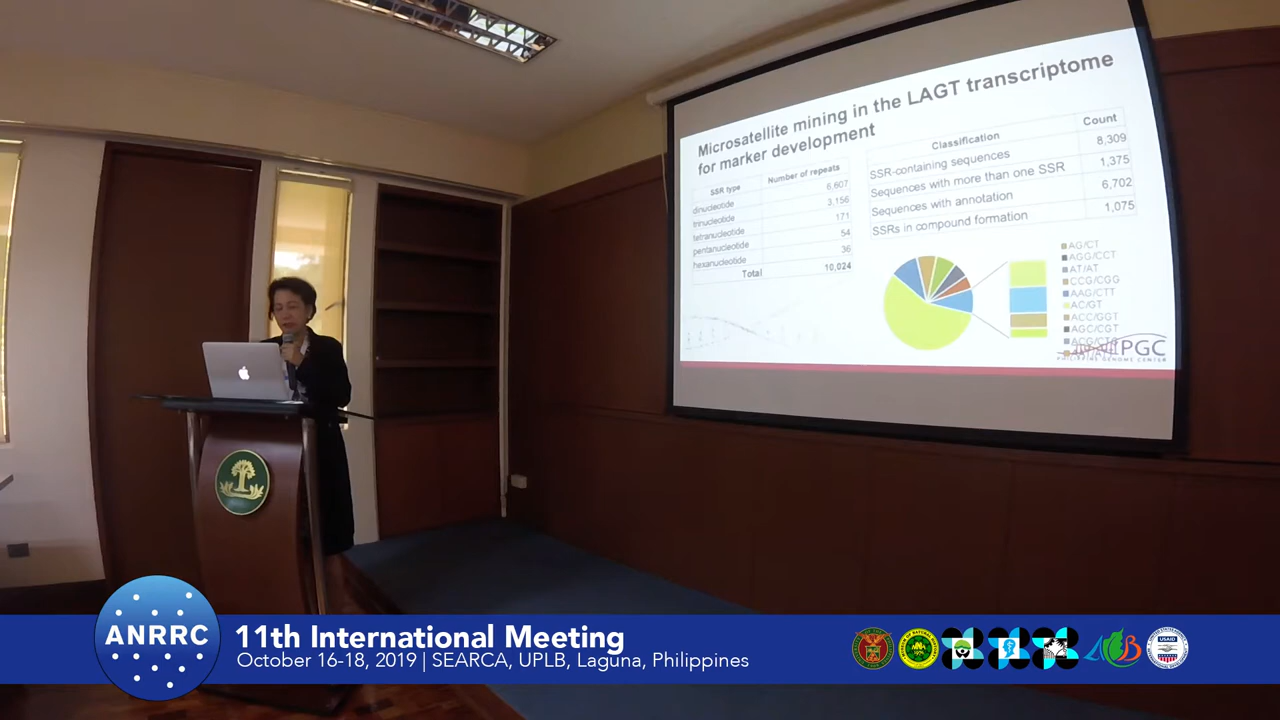 Microsatellite mining in the LAGT transcriptome
for marker development
SSR type Number of repeats
dinucleotide 6,607
trinucleotide 3,156
tetranucleotide 171
pentanucleotide 54
hexanucleotide 36
Total 10,024
Classification Count
SSR-containing sequences 8,309
Sequences with more than one SSR 1,375
Sequences with annotation 6,702
SSRs in compound formation 1,075
AG/CT
AGG/CCT
AT/AT
CCG/CGG
AAG/CTT
AC/GT
ACC/GGT
AGC/CGT
PGC
PHILIPPINE GENOME CENTER
ANRRC
11th International Meeting
October 16-18, 2019 | SEARCA, UPLB, Laguna, Philippines
USAID